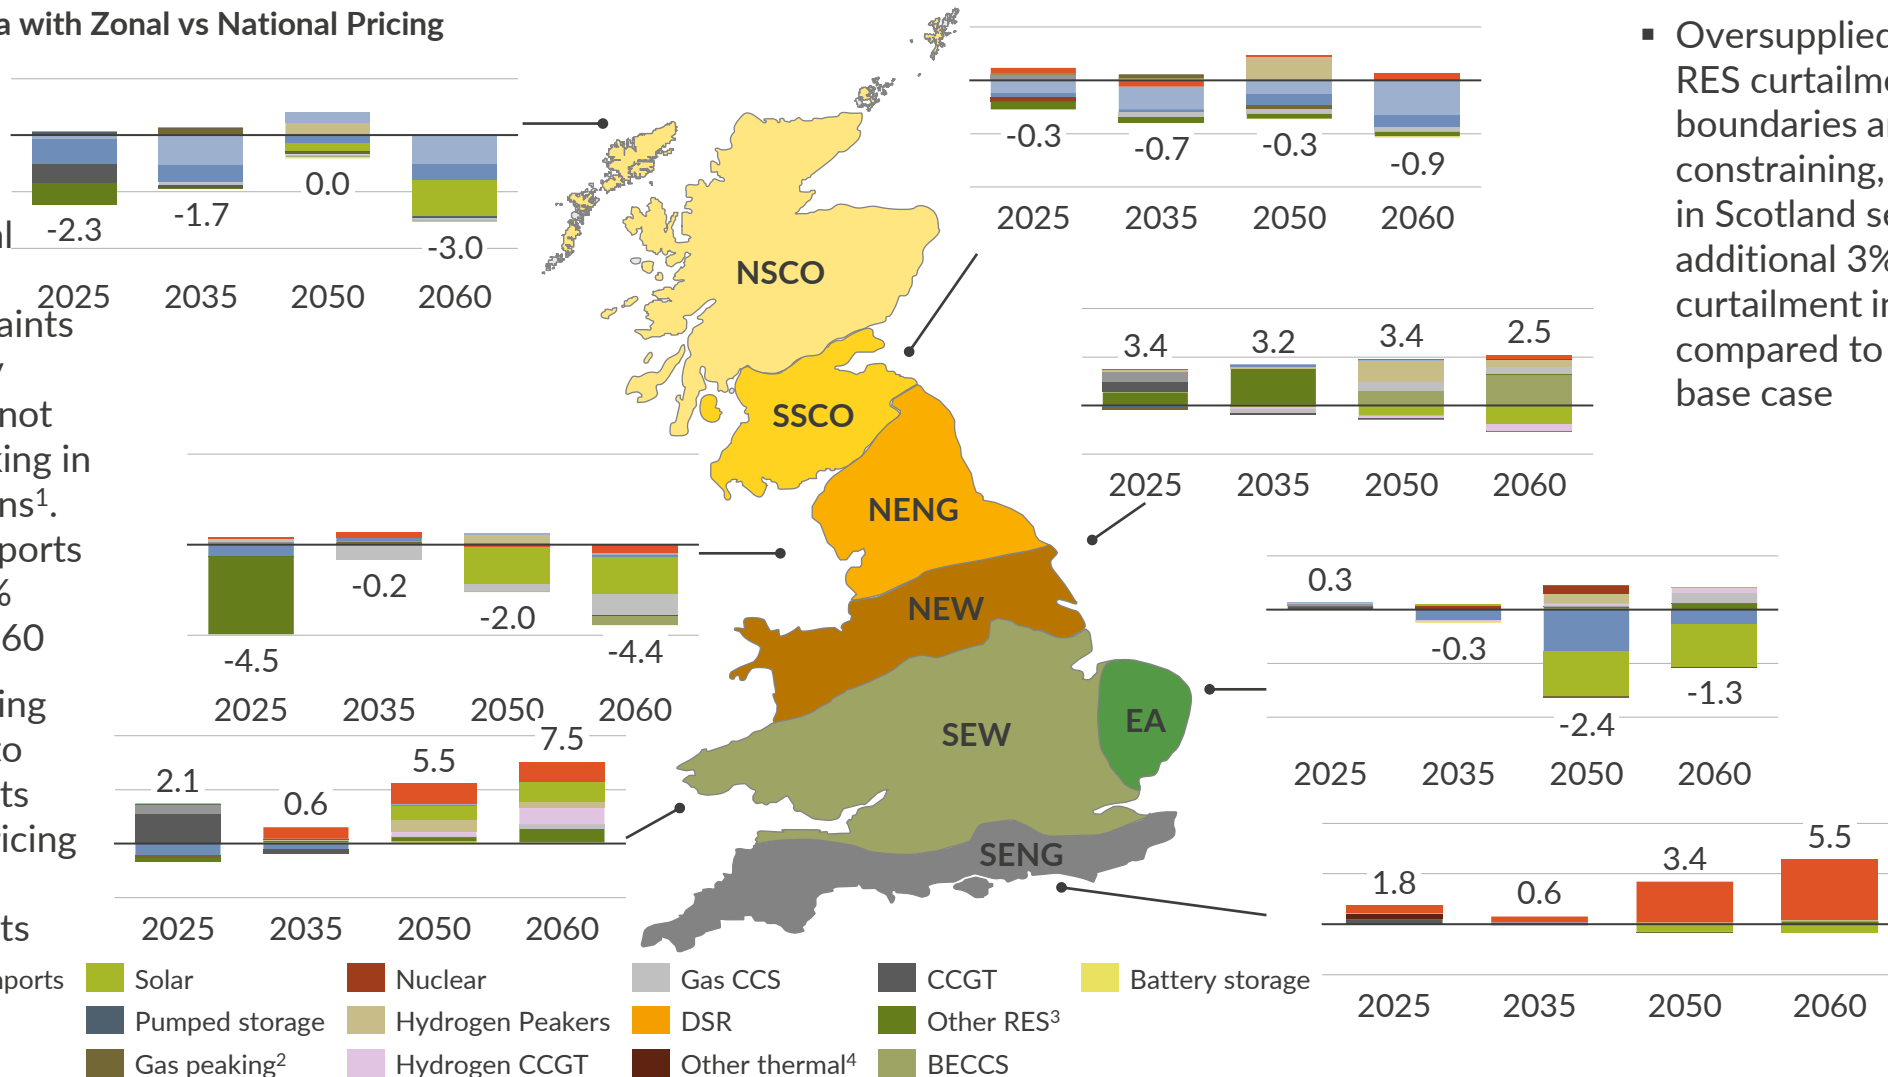 a with Zonal vs National Pricing
-2.3
-1.7
0.0
-3.0
2025 2035 2050 2060
-0.3
-0.7
-0.3
-0.9
2025 2035 2050 2060
▪ Oversupplied
RES curtailme
boundaries a
constraining,
in Scotland se
additional 3%
curtailment in
compared to
base case
al
aints
y
not
king in
ns¹.
ports
%
60
ing
to
ts
ricing
ts
NSCO
SSCO
NENG
NEW
SEW
EA
SENG
3.4 3.2 3.4 2.5
2025 2035 2050 2060
-4.5
-0.2
-2.0
-4.4
2025 2035 2050 2060
0.3
-0.3
-2.4
-1.3
2025 2035 2050 2060
2.1
0.6
5.5
7.5
2025 2035 2050 2060
1.8
0.6
3.4
5.5
2025 2035 2050 2060
nports Solar Nuclear Gas CCS CCGT Battery storage
Pumped storage Hydrogen Peakers DSR Other RES³
Gas peaking² Hydrogen CCGT Other thermal⁴ BECCS